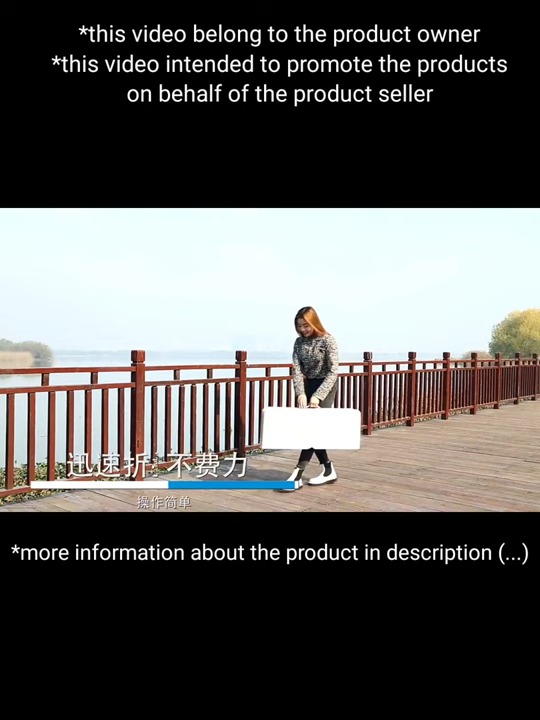 *this video belong to the product owner
*this video intended to promote the products
on behalf of the product seller
迅速折 不费力
操作简单
*more information about the product in description (...)